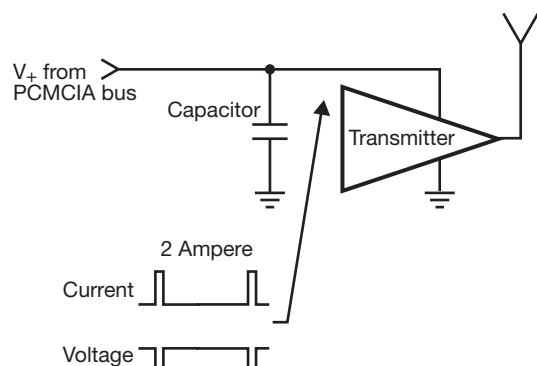 V+ from
PCMCIA bus
Capacitor
Transmitter
2 Ampere
Current
Voltage